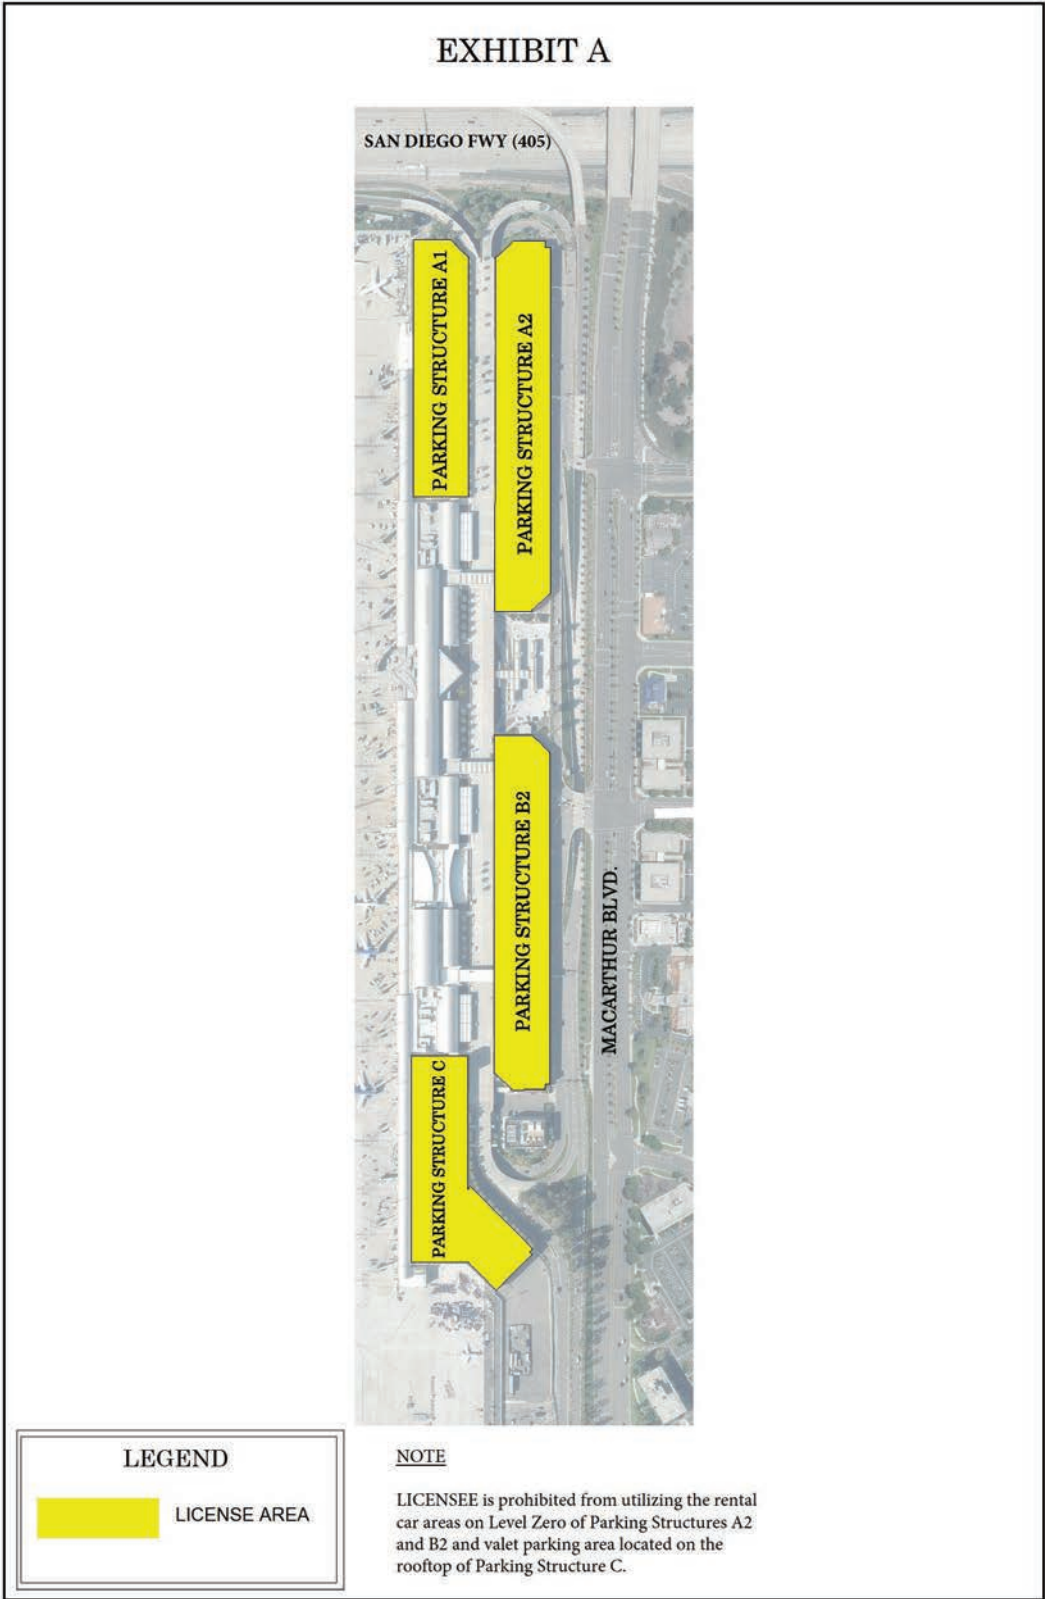 EXHIBIT A
SAN DIEGO FWY (405)
PARKING STRUCTURE A1
PARKING STRUCTURE A2
PARKING STRUCTURE B2
MACARTHUR BLVD.
PARKING STRUCTURE C
LEGEND
LICENSE AREA
NOTE
LICENSEE is prohibited from utilizing the rental
car areas on Level Zero of Parking Structures A2
and B2 and valet parking area located on the
rooftop of Parking Structure C.